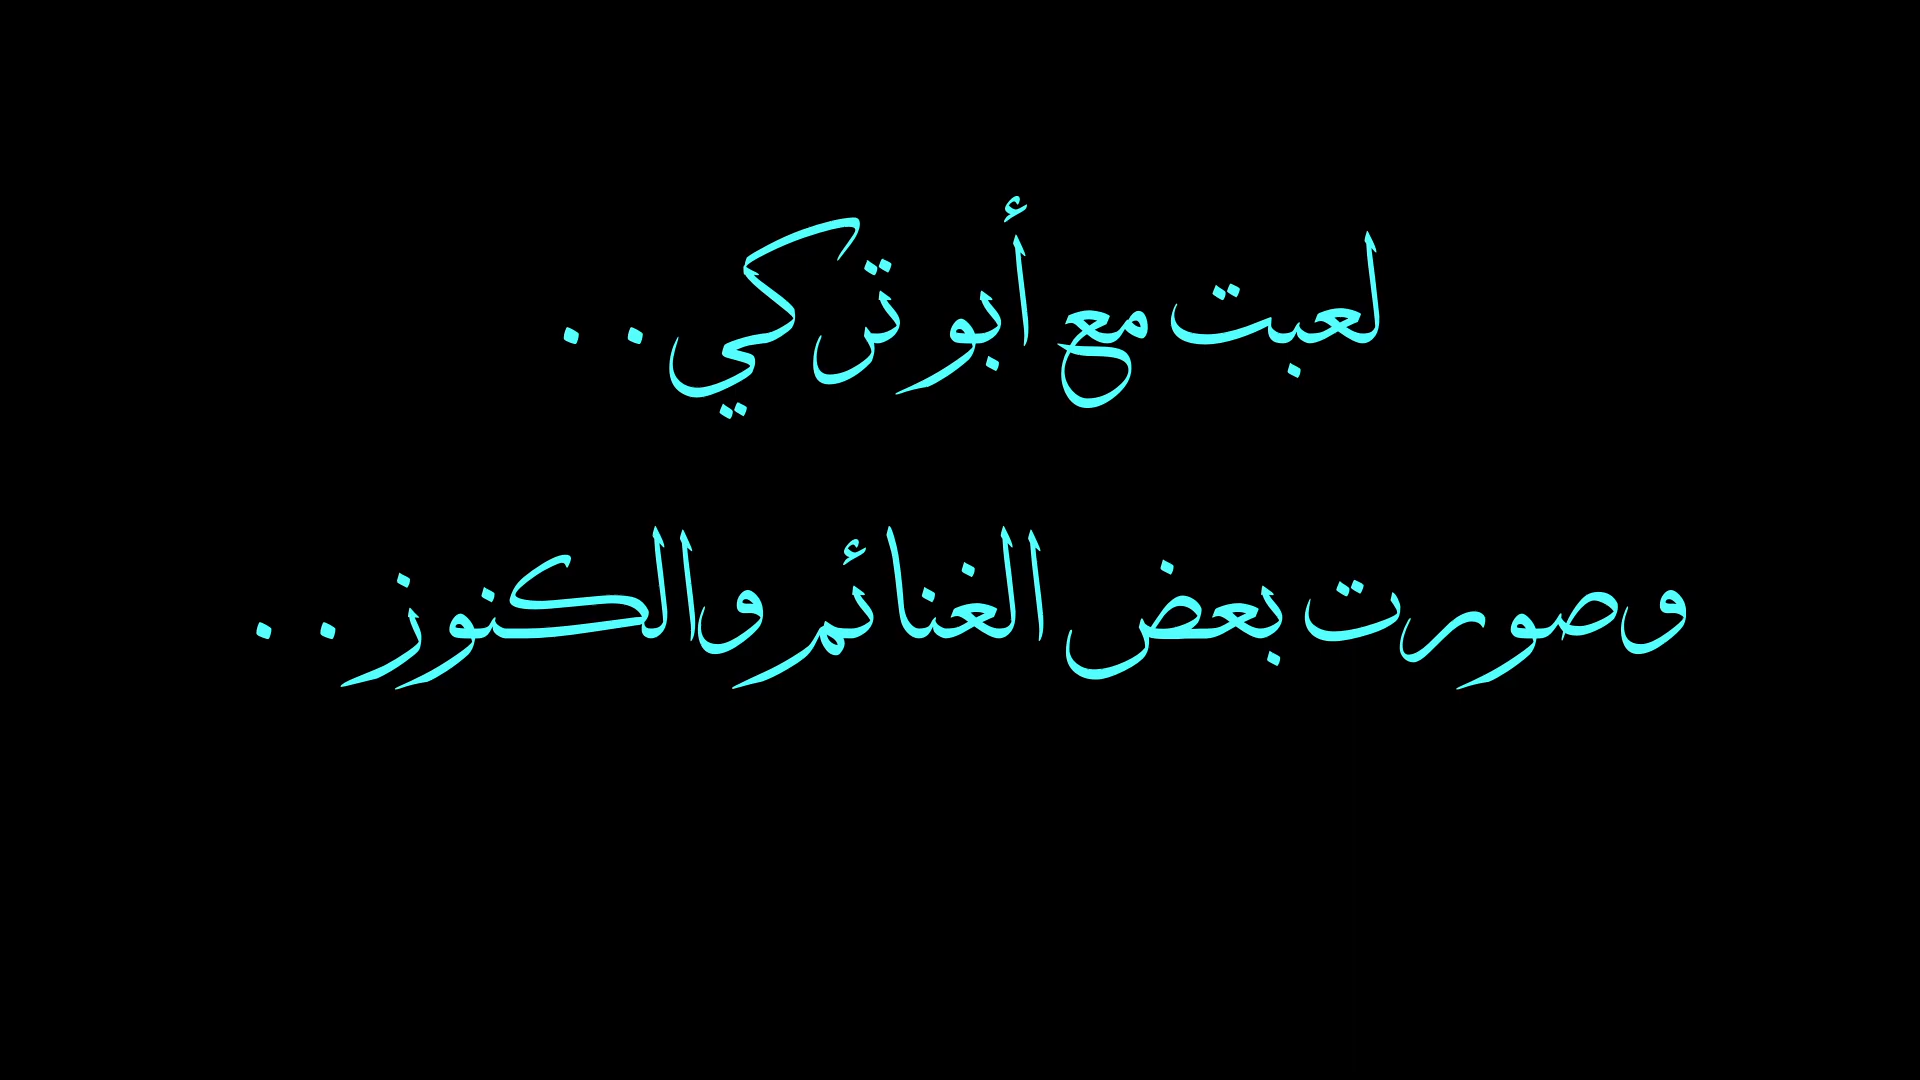 لعبت مع أبو تركي ..
وصورت بعض الغنائم والكنوز ..